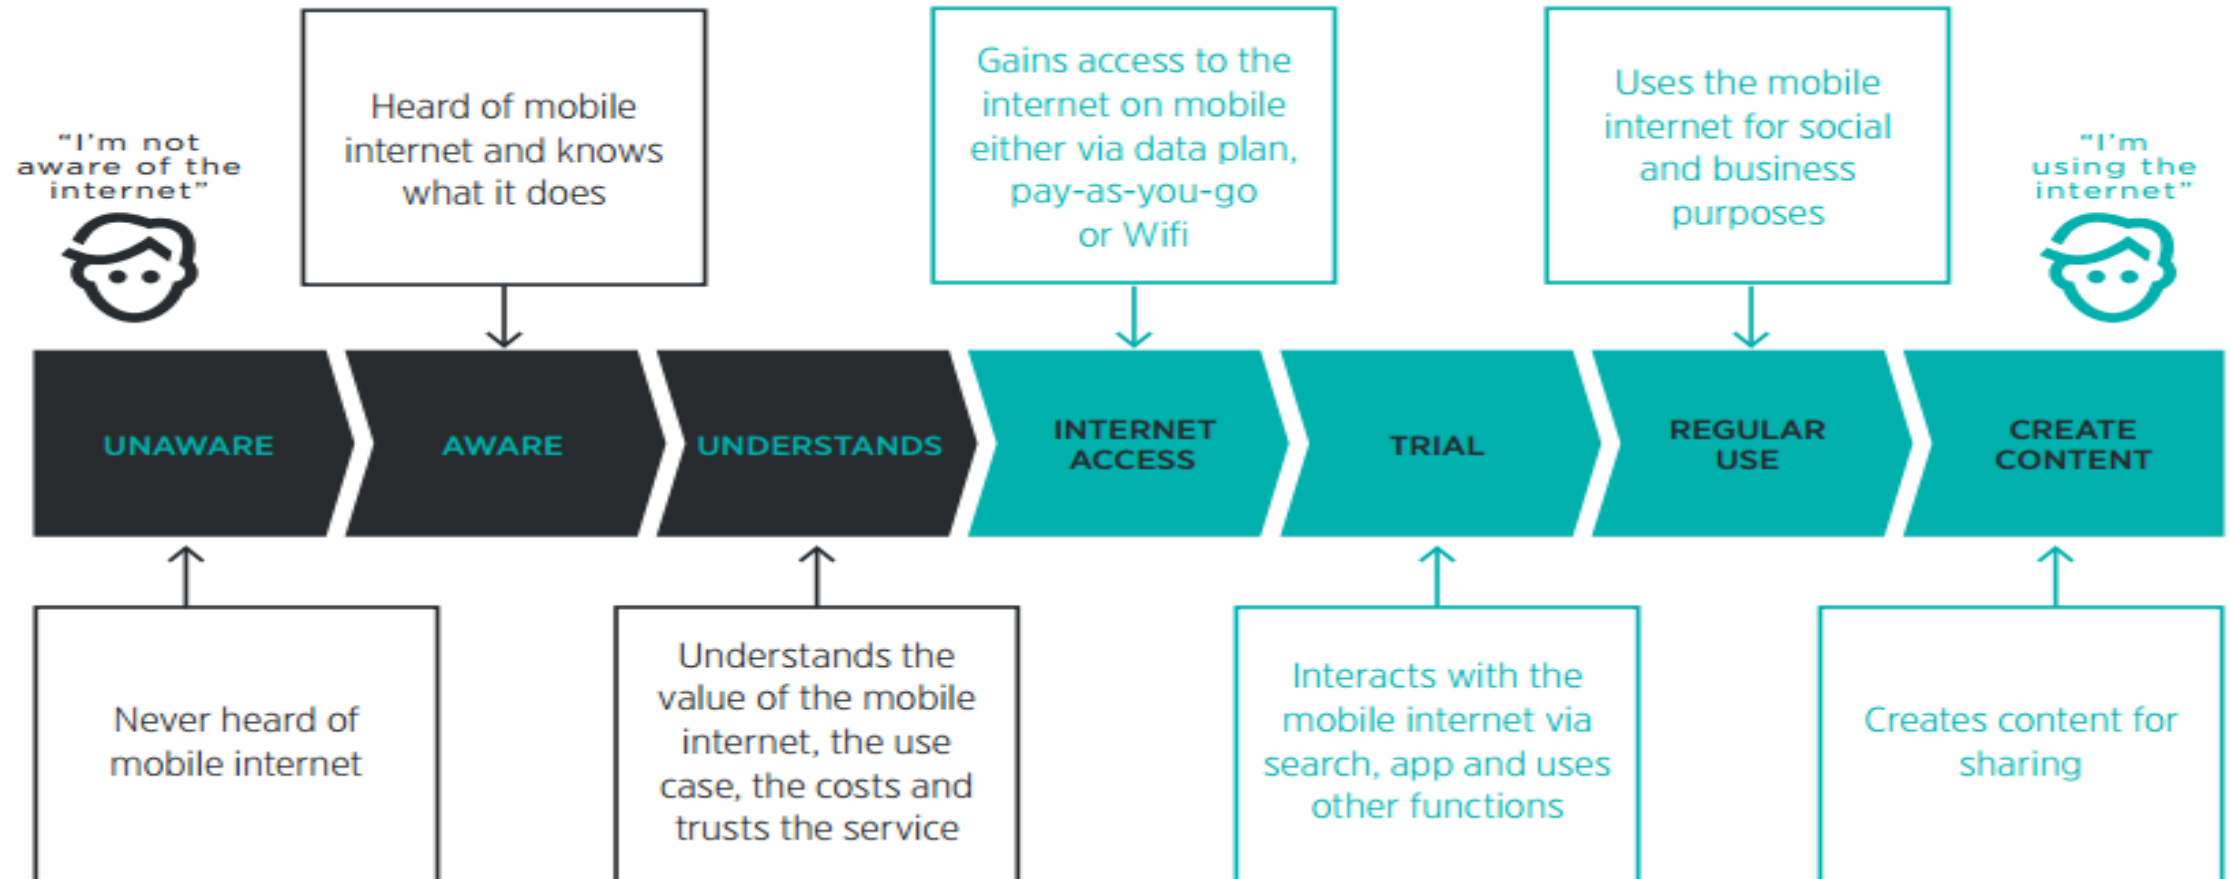 "I'm not
aware of the
internet"
Heard of mobile
internet and knows
what it does
Gains access to the
internet on mobile
either via data plan,
pay-as-you-go
or Wifi
Uses the mobile
internet for social
and business
purposes
"I'm
using the
internet"
UNAWARE
AWARE
UNDERSTANDS
INTERNET
ACCESS
TRIAL
REGULAR
USE
CREATE
CONTENT
Never heard of
mobile internet
Understands the
value of the mobile
internet, the use
case, the costs and
trusts the service
Interacts with the
mobile internet via
search, app and uses
other functions
Creates content for
sharing